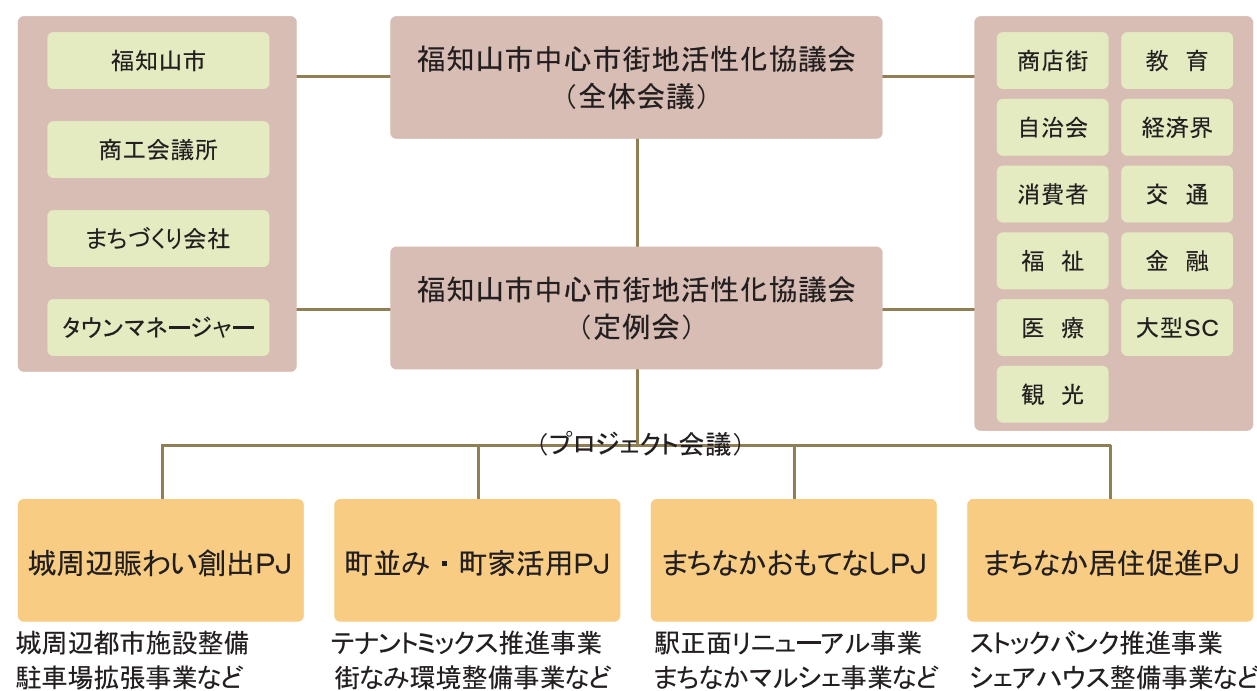 福知山市
商工会議所
まちづくり会社
タウンマネージャー
福知山市中心市街地活性化協議会
（全体会議）
福知山市中心市街地活性化協議会
（定例会）
商店街
教 育
自治会
経済界
消費者
交 通
福 祉
金 融
医 療
大型SC
観 光
（プロジェクト会議）
城周辺賑わい創出PJ
町並み・町家活用PJ
まちなかおもてなしPJ
まちなか居住促進PJ
城周辺都市施設整備
駐車場拡張事業など
テナントミックス推進事業
街なみ環境整備事業など
駅正面リニューアル事業
まちなかマルシェ事業など
ストックバンク推進事業
シェアハウス整備事業など